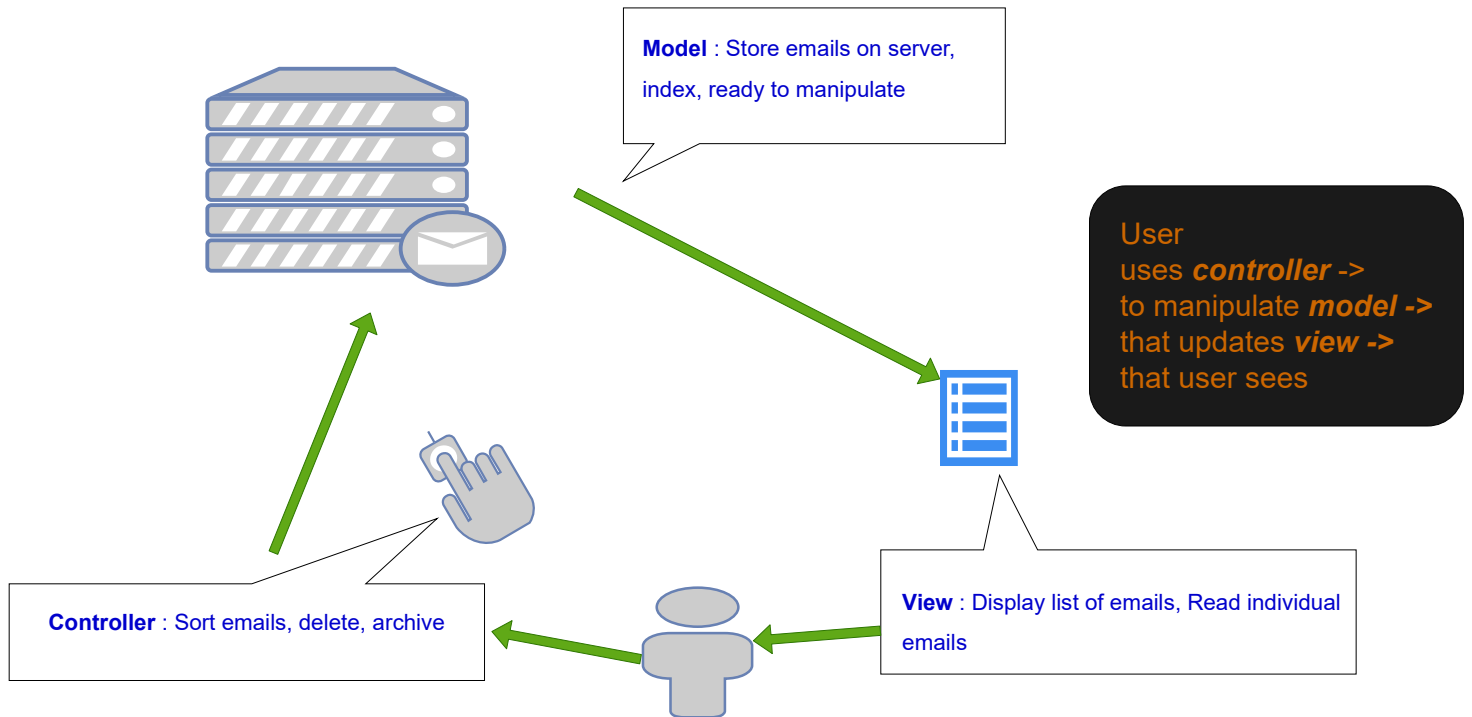 Model : Store emails on server,
index, ready to manipulate
User
uses controller ->
to manipulate model ->
that updates view ->
that user sees
Controller : Sort emails, delete, archive
View : Display list of emails, Read individual
emails